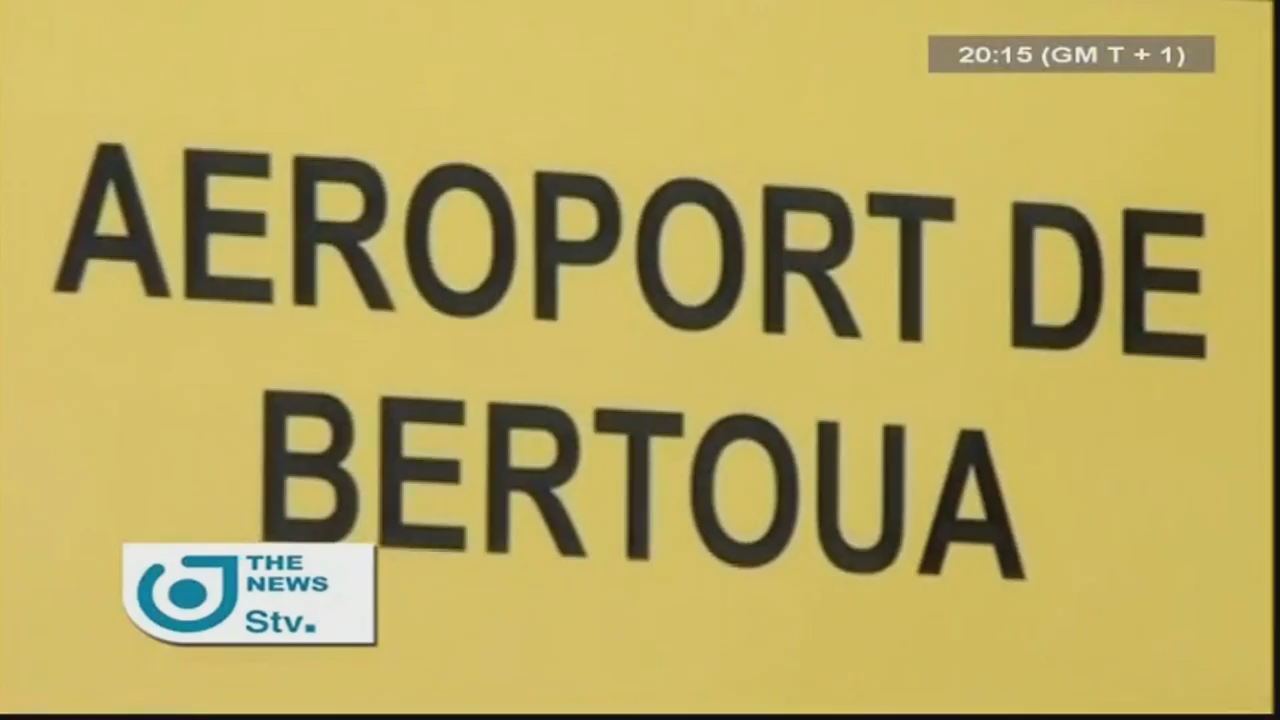 20:15 (GM T + 1)
AEROPORT DE
BERTOUA
THE
NEWS
Stv.